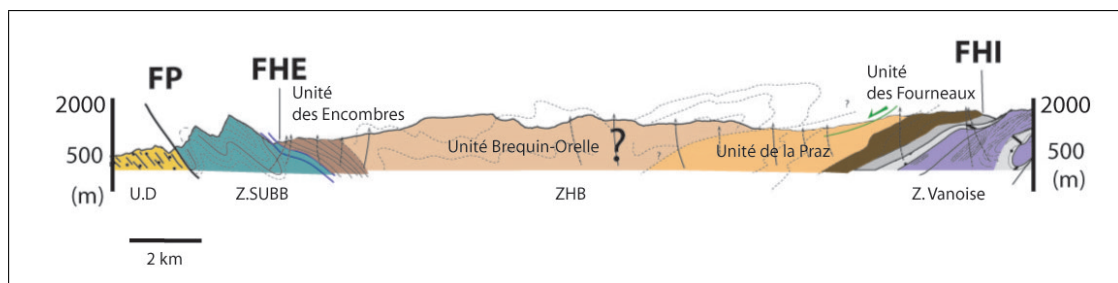 FP
FHE
Unité
des Encombres
Unité
des Fourneaux
FHI
2000
500
(m)
2000
500
(m)
Unité Brequin-Orelle
?
Unité de la Praz
?
?
U.D
Z.SUBB
ZHB
Z. Vanoise
2 km